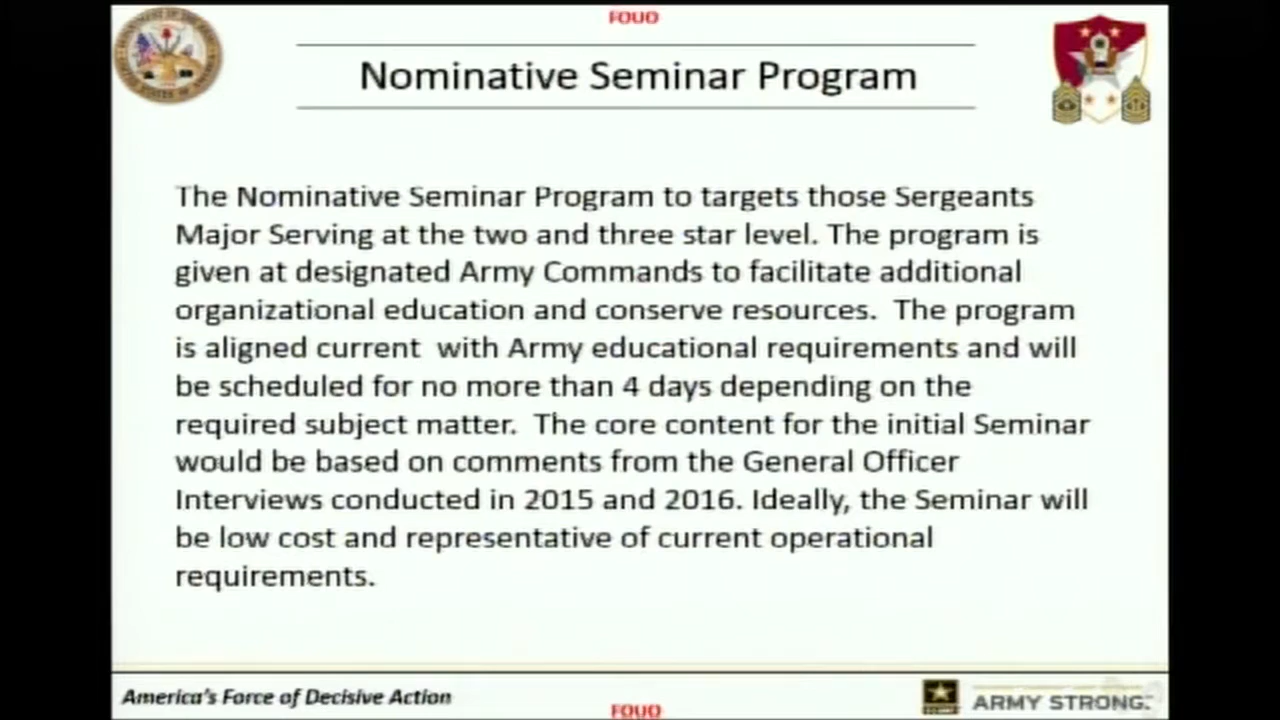 FOUO
Nominative Seminar Program
The Nominative Seminar Program to targets those Sergeants
Major Serving at the two and three star level. The program is
given at designated Army Commands to facilitate additional
organizational education and conserve resources.  The program
is aligned current  with Army educational requirements and will
be scheduled for no more than 4 days depending on the
required subject matter.  The core content for the initial Seminar
would be based on comments from the General Officer
Interviews conducted in 2015 and 2016. Ideally, the Seminar will
be low cost and representative of current operational
requirements.
America's Force of Decisive Action
FOUO
ARMY STRONG.